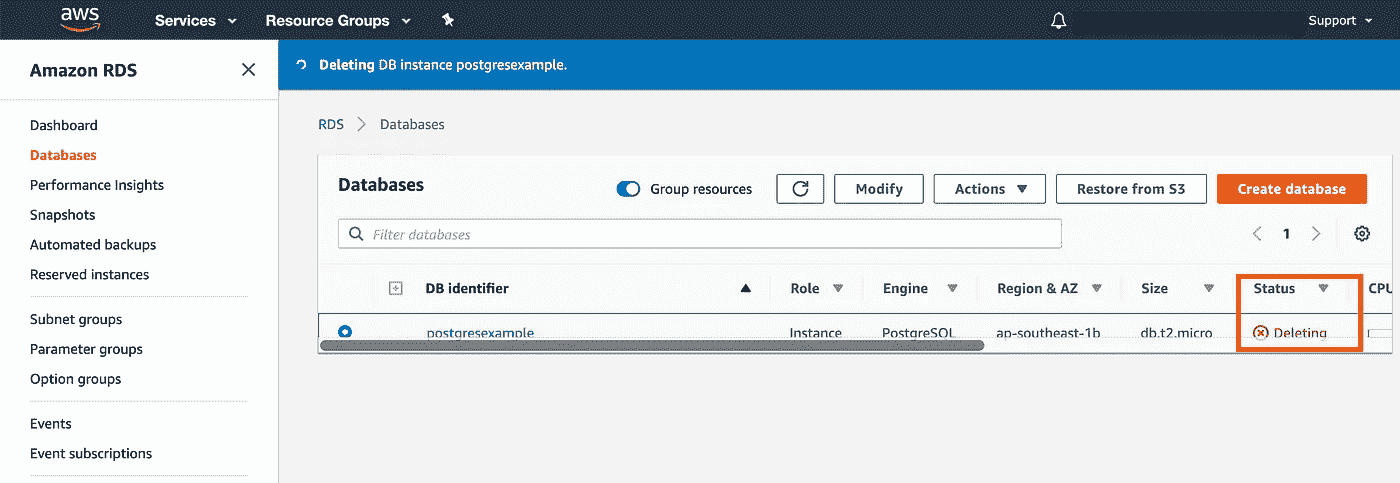 aws Services Resource Groups Support
Amazon RDS
Deleting DB instance postgresexample.
Dashboard
Databases
Performance Insights
Snapshots
Automated backups
Reserved instances
Subnet groups
Parameter groups
Option groups
Events
Event subscriptions
RDS Databases
Databases Group resources Modify Actions Restore from S3 Create database
Filter databases 1
DB identifier Role Engine Region & AZ Size Status CPU
postgresexample Instance PostgreSQL ap-southeast-1b db.t2.micro Deleting